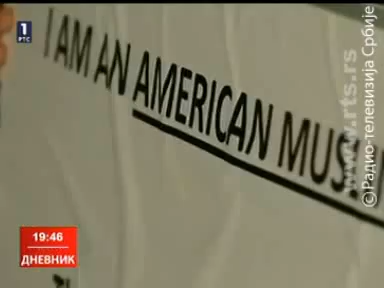 1
РТС
I AM AN AMERICAN MUS
www.rts.rs
© Радио-телевизија Србије
19:46
ДНЕВНИК